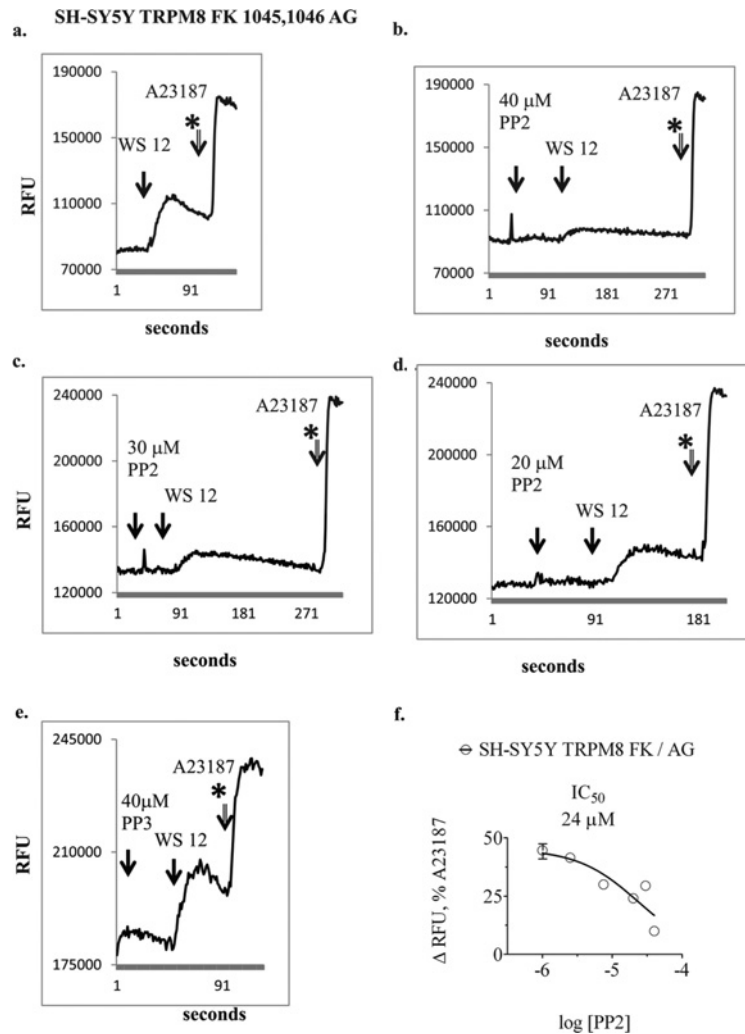 SH-SY5Y TRPM8 FK 1045,1046 AG
a.
190000
150000
110000
70000
RFU
WS 12
A23187
*
1
91
seconds
b.
190000
150000
110000
70000
40 μM
PP2
WS 12
A23187
*
1
91
181
271
seconds
c.
240000
200000
160000
120000
RFU
30 μM
PP2
WS 12
A23187
*
1
91
181
271
seconds
d.
240000
200000
150000
120000
20 μM
PP2
WS 12
A23187
*
1
91
181
seconds
e.
245000
210000
175000
RFU
40μM
PP3
WS 12
A23187
*
1
91
seconds
f.
SH-SY5Y TRPM8 FK / AG
IC50
24 μM
Δ RFU, % A23187
50
25
0
-6
-5
-4
log [PP2]